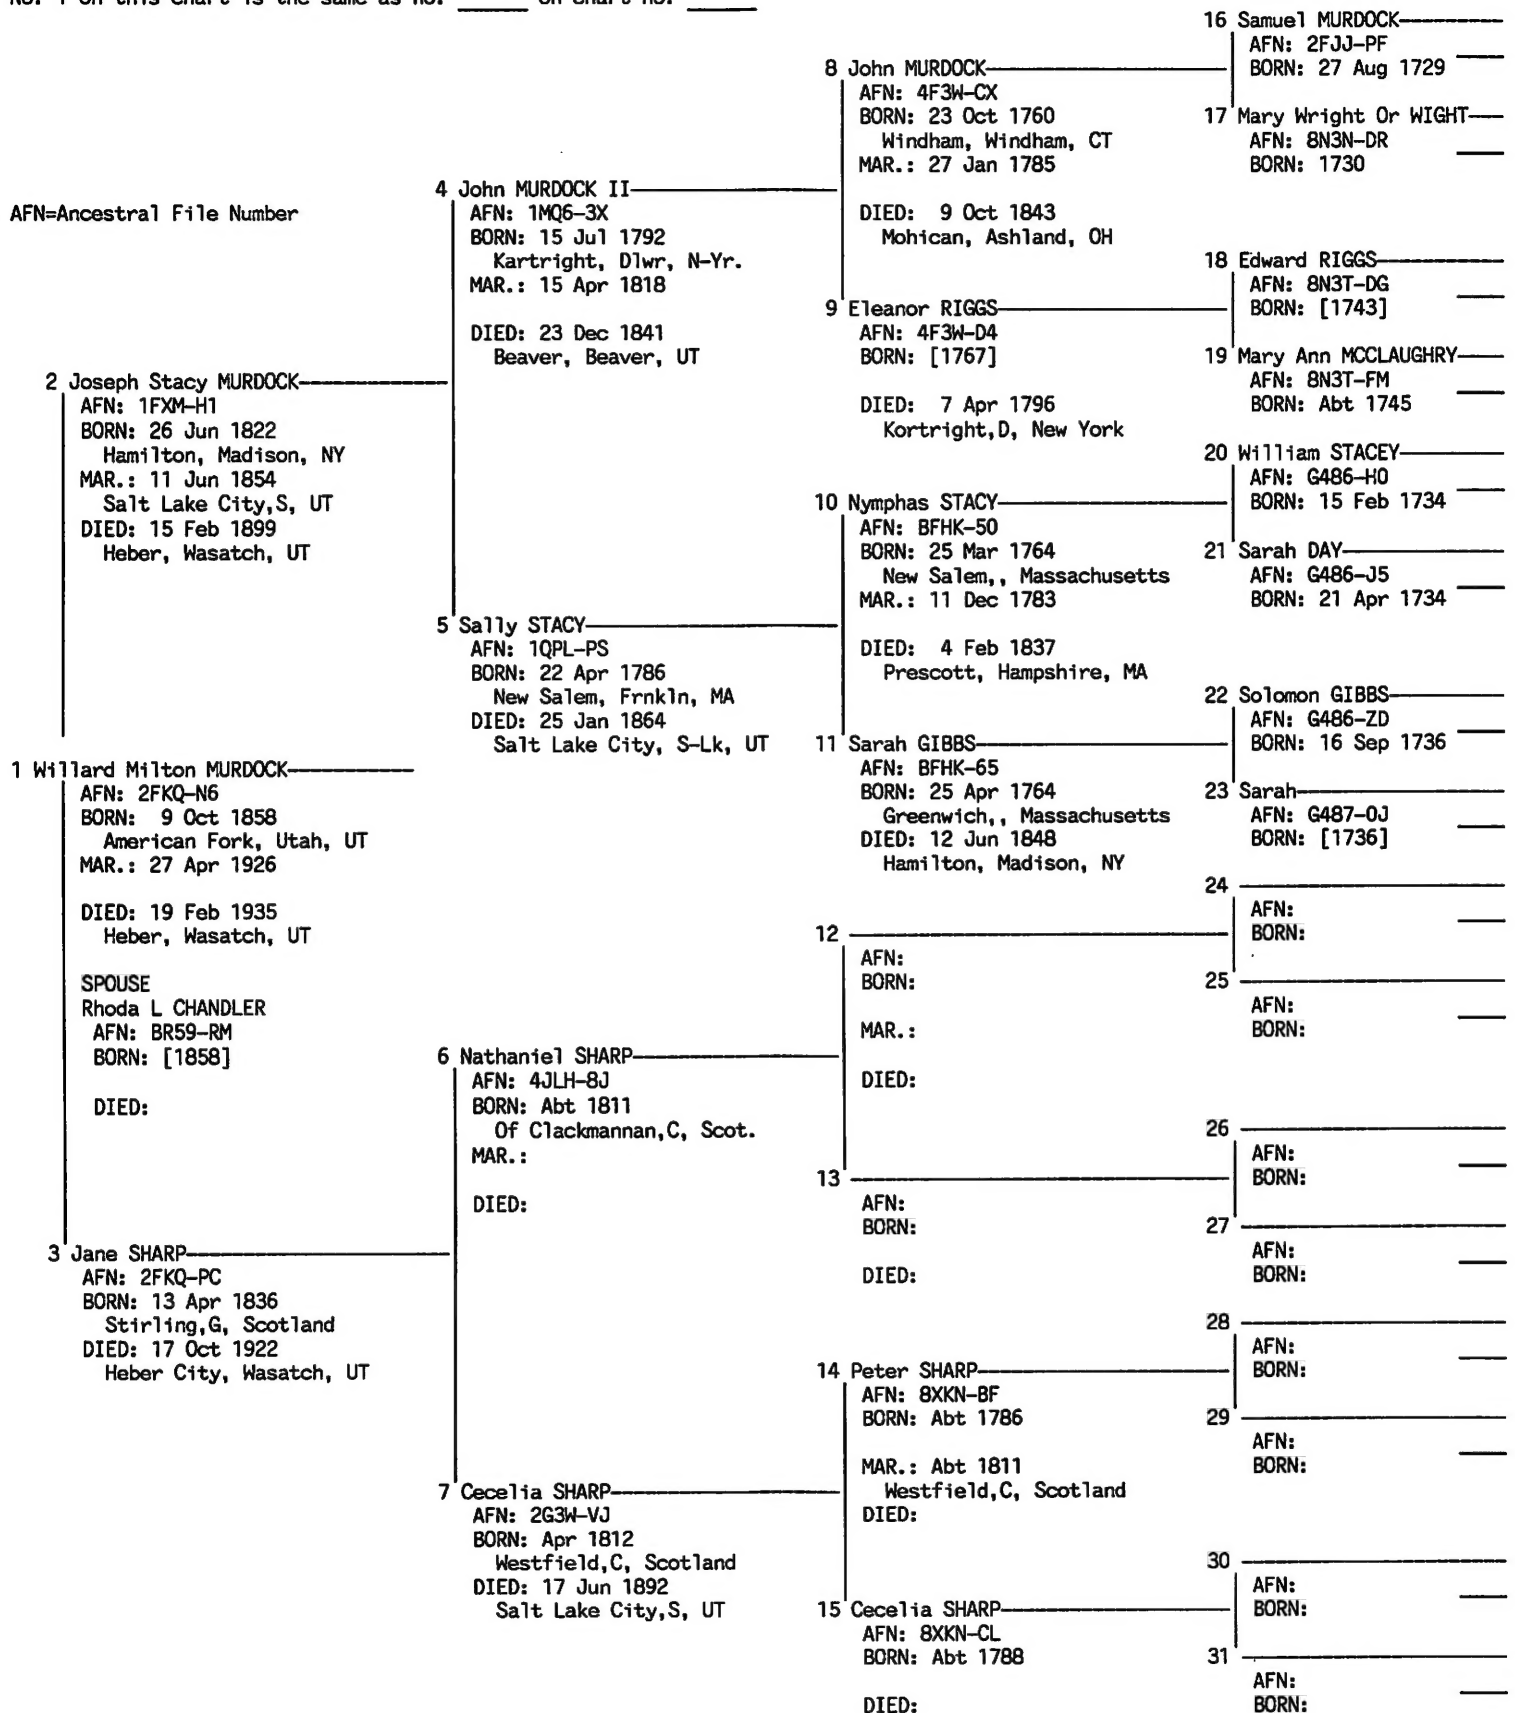 No. 1 on this chart is the same as no. ______ on chart no. ______
AFN=Ancestral File Number
1 Willard Milton MURDOCK
AFN: 2FKQ-N6
BORN: 9 Oct 1858
American Fork, Utah, UT
MAR.: 27 Apr 1926
DIED: 19 Feb 1935
Heber, Wasatch, UT
SPOUSE
Rhoda L CHANDLER
AFN: BR59-RM
BORN: [1858]
DIED:
2 Joseph Stacy MURDOCK
AFN: 1FXM-H1
BORN: 26 Jun 1822
Hamilton, Madison, NY
MAR.: 11 Jun 1854
Salt Lake City,S, UT
DIED: 15 Feb 1899
Heber, Wasatch, UT
3 Jane SHARP
AFN: 2FKQ-PC
BORN: 13 Apr 1836
Stirling,G, Scotland
DIED: 17 Oct 1922
Heber City, Wasatch, UT
4 John MURDOCK II
AFN: 1MQ6-3X
BORN: 15 Jul 1792
Kartright, Dlwr, N-Yr.
MAR.: 15 Apr 1818
DIED: 23 Dec 1841
Beaver, Beaver, UT
5 Sally STACY
AFN: 1QPL-PS
BORN: 22 Apr 1786
New Salem, Frnkln, MA
DIED: 25 Jan 1864
Salt Lake City, S-Lk, UT
6 Nathaniel SHARP
AFN: 4JLH-8J
BORN: Abt 1811
Of Clackmannan,C, Scot.
MAR.:
DIED:
7 Cecelia SHARP
AFN: 2G3W-VJ
BORN: Apr 1812
Westfield,C, Scotland
DIED: 17 Jun 1892
Salt Lake City,S, UT
8 John MURDOCK
AFN: 4F3W-CX
BORN: 23 Oct 1760
Windham, Windham, CT
MAR.: 27 Jan 1785
DIED: 9 Oct 1843
Mohican, Ashland, OH
9 Eleanor RIGGS
AFN: 4F3W-D4
BORN: [1767]
DIED: 7 Apr 1796
Kortright,D, New York
10 Nymphas STACY
AFN: BFHK-50
BORN: 25 Mar 1764
New Salem,, Massachusetts
MAR.: 11 Dec 1783
DIED: 4 Feb 1837
Prescott, Hampshire, MA
11 Sarah GIBBS
AFN: BFHK-65
BORN: 25 Apr 1764
Greenwich,, Massachusetts
DIED: 12 Jun 1848
Hamilton, Madison, NY
12
AFN:
BORN:
MAR.:
DIED:
13
AFN:
BORN:
DIED:
14 Peter SHARP
AFN: 8XKN-BF
BORN: Abt 1786
MAR.: Abt 1811
Westfield,C, Scotland
DIED:
15 Cecelia SHARP
AFN: 8XKN-CL
BORN: Abt 1788
DIED:
16 Samuel MURDOCK
AFN: 2FJJ-PF
BORN: 27 Aug 1729
17 Mary Wright Or WIGHT
AFN: 8N3N-DR
BORN: 1730
18 Edward RIGGS
AFN: 8N3T-DG
BORN: [1743]
19 Mary Ann MCCLAUGHRY
AFN: 8N3T-FM
BORN: Abt 1745
20 William STACEY
AFN: G486-H0
BORN: 15 Feb 1734
21 Sarah DAY
AFN: G486-J5
BORN: 21 Apr 1734
22 Solomon GIBBS
AFN: G486-ZD
BORN: 16 Sep 1736
23 Sarah
AFN: G487-0J
BORN: [1736]
24
AFN:
BORN:
25
AFN:
BORN:
26
AFN:
BORN:
27
AFN:
BORN:
28
AFN:
BORN:
29
AFN:
BORN:
30
AFN:
BORN:
31
AFN:
BORN: